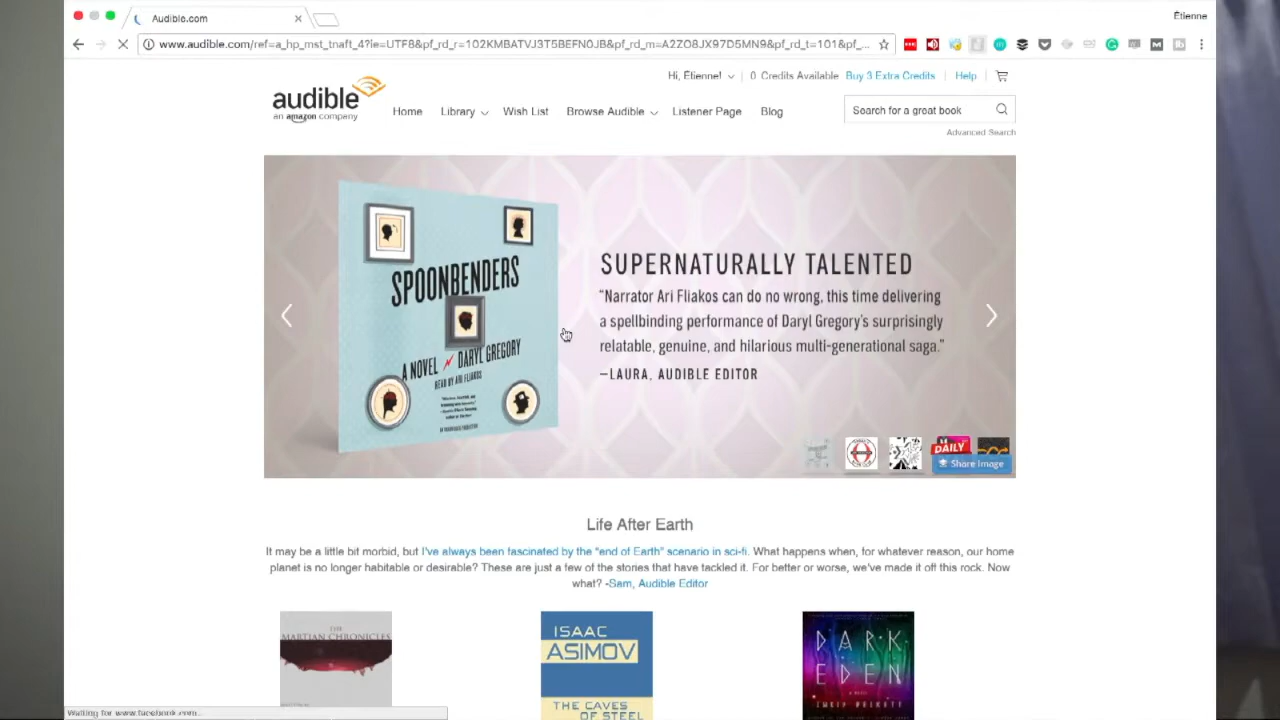 Audible.com
Étienne
www.audible.com/ref=a_hp_mst_tnaft_4?ie=UTF8&pf_rd_r=102KMBATVJ3T5BEFN0JB&pf_rd_m=A2ZO8JX97D5MN9&pf_rd_t=101&pf_...
Hi, Étienne!
0 Credits Available
Buy 3 Extra Credits
Help
audible
an amazon company
Home
Library
Wish List
Browse Audible
Listener Page
Blog
Search for a great book
Advanced Search
SPOONBENDERS
A NOVEL
DARYL GREGORY
READ BY ARI FLIAKOS
SUPERNATURALLY TALENTED
“Narrator Ari Fliakos can do no wrong, this time delivering
a spellbinding performance of Daryl Gregory's surprisingly
relatable, genuine, and hilarious multi-generational saga.”
—LAURA, AUDIBLE EDITOR
DAILY
Share Image
Life After Earth
It may be a little bit morbid, but I've always been fascinated by the "end of Earth" scenario in sci-fi. What happens when, for whatever reason, our home
planet is no longer habitable or desirable? These are just a few of the stories that have tackled it. For better or worse, we've made it off this rock. Now
what? -Sam, Audible Editor
THE
MARTIAN CHRONICLES
ISAAC
ASIMOV
THE CAVES
OF STEEL
DARK
EDEN
Waiting for www.facebook.com...